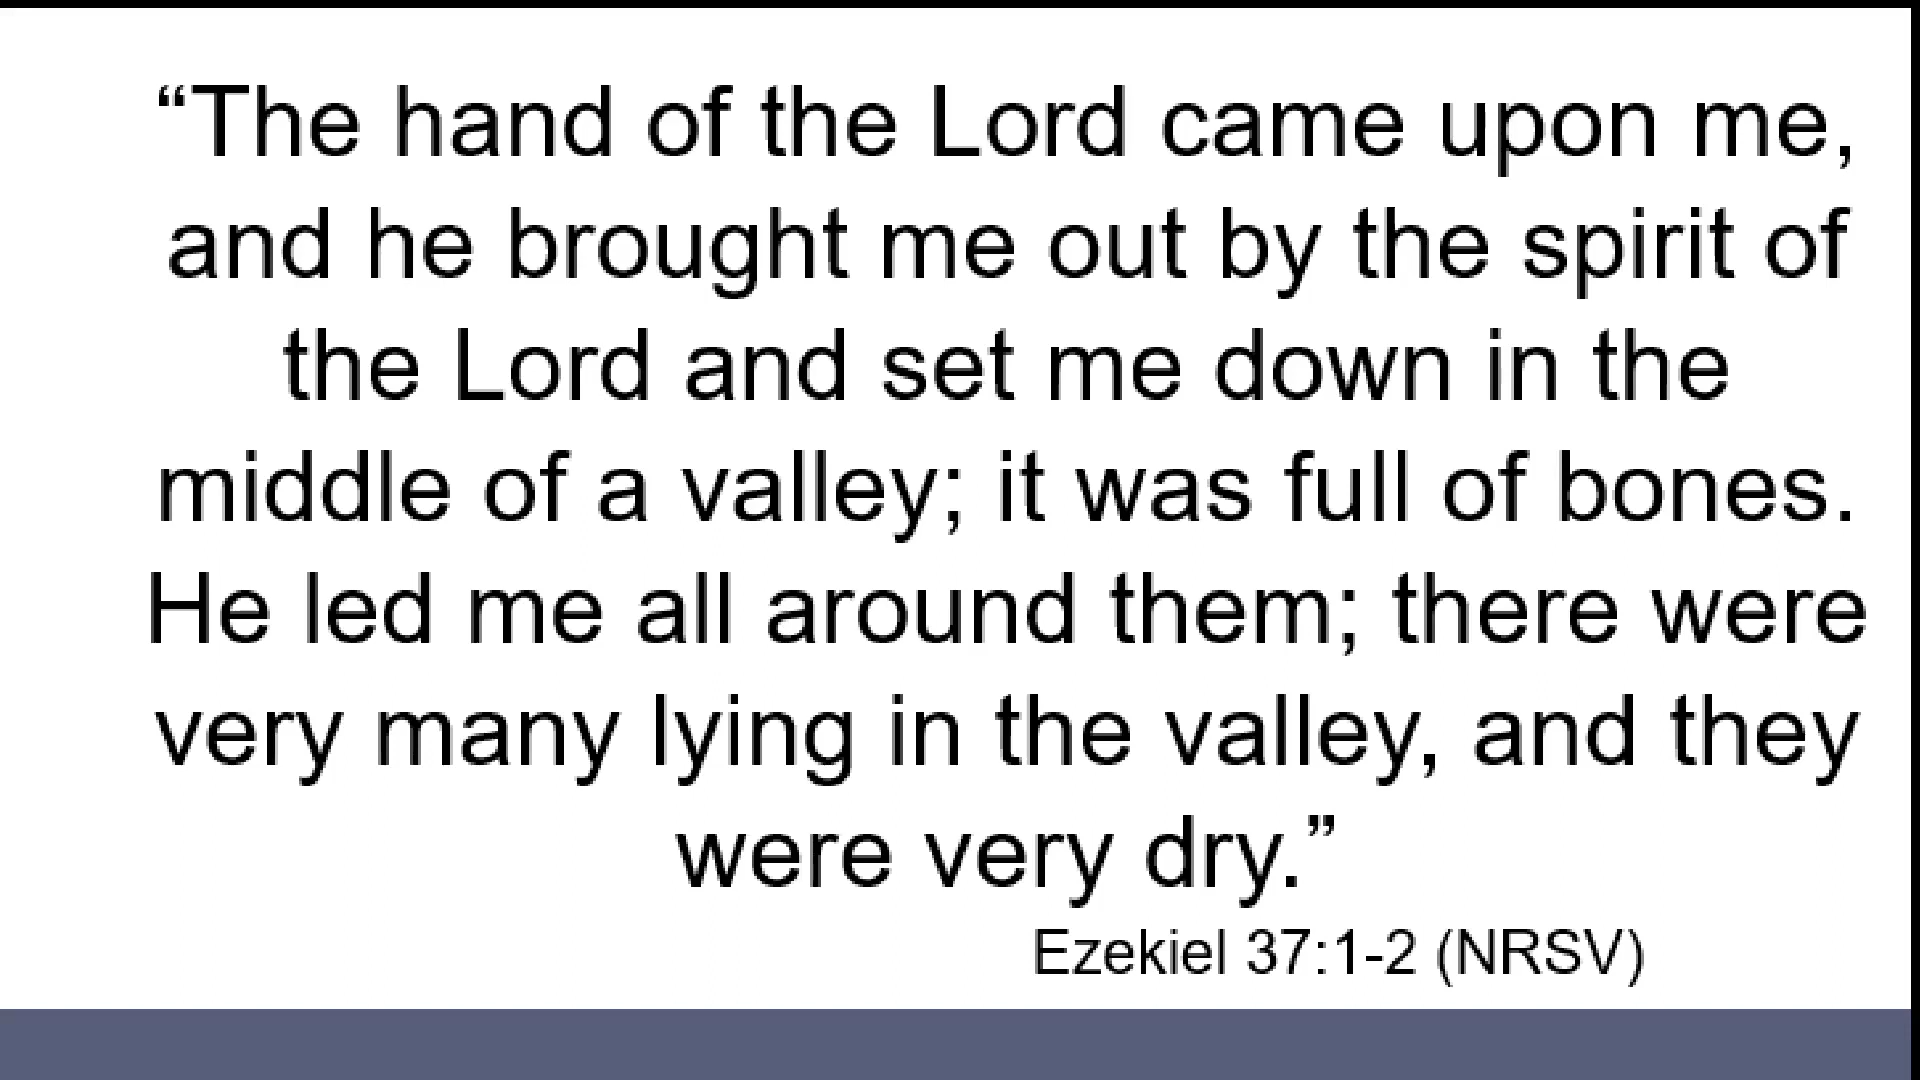 “The hand of the Lord came upon me,
and he brought me out by the spirit of
the Lord and set me down in the
middle of a valley; it was full of bones.
He led me all around them; there were
very many lying in the valley, and they
were very dry.”
Ezekiel 37:1-2 (NRSV)